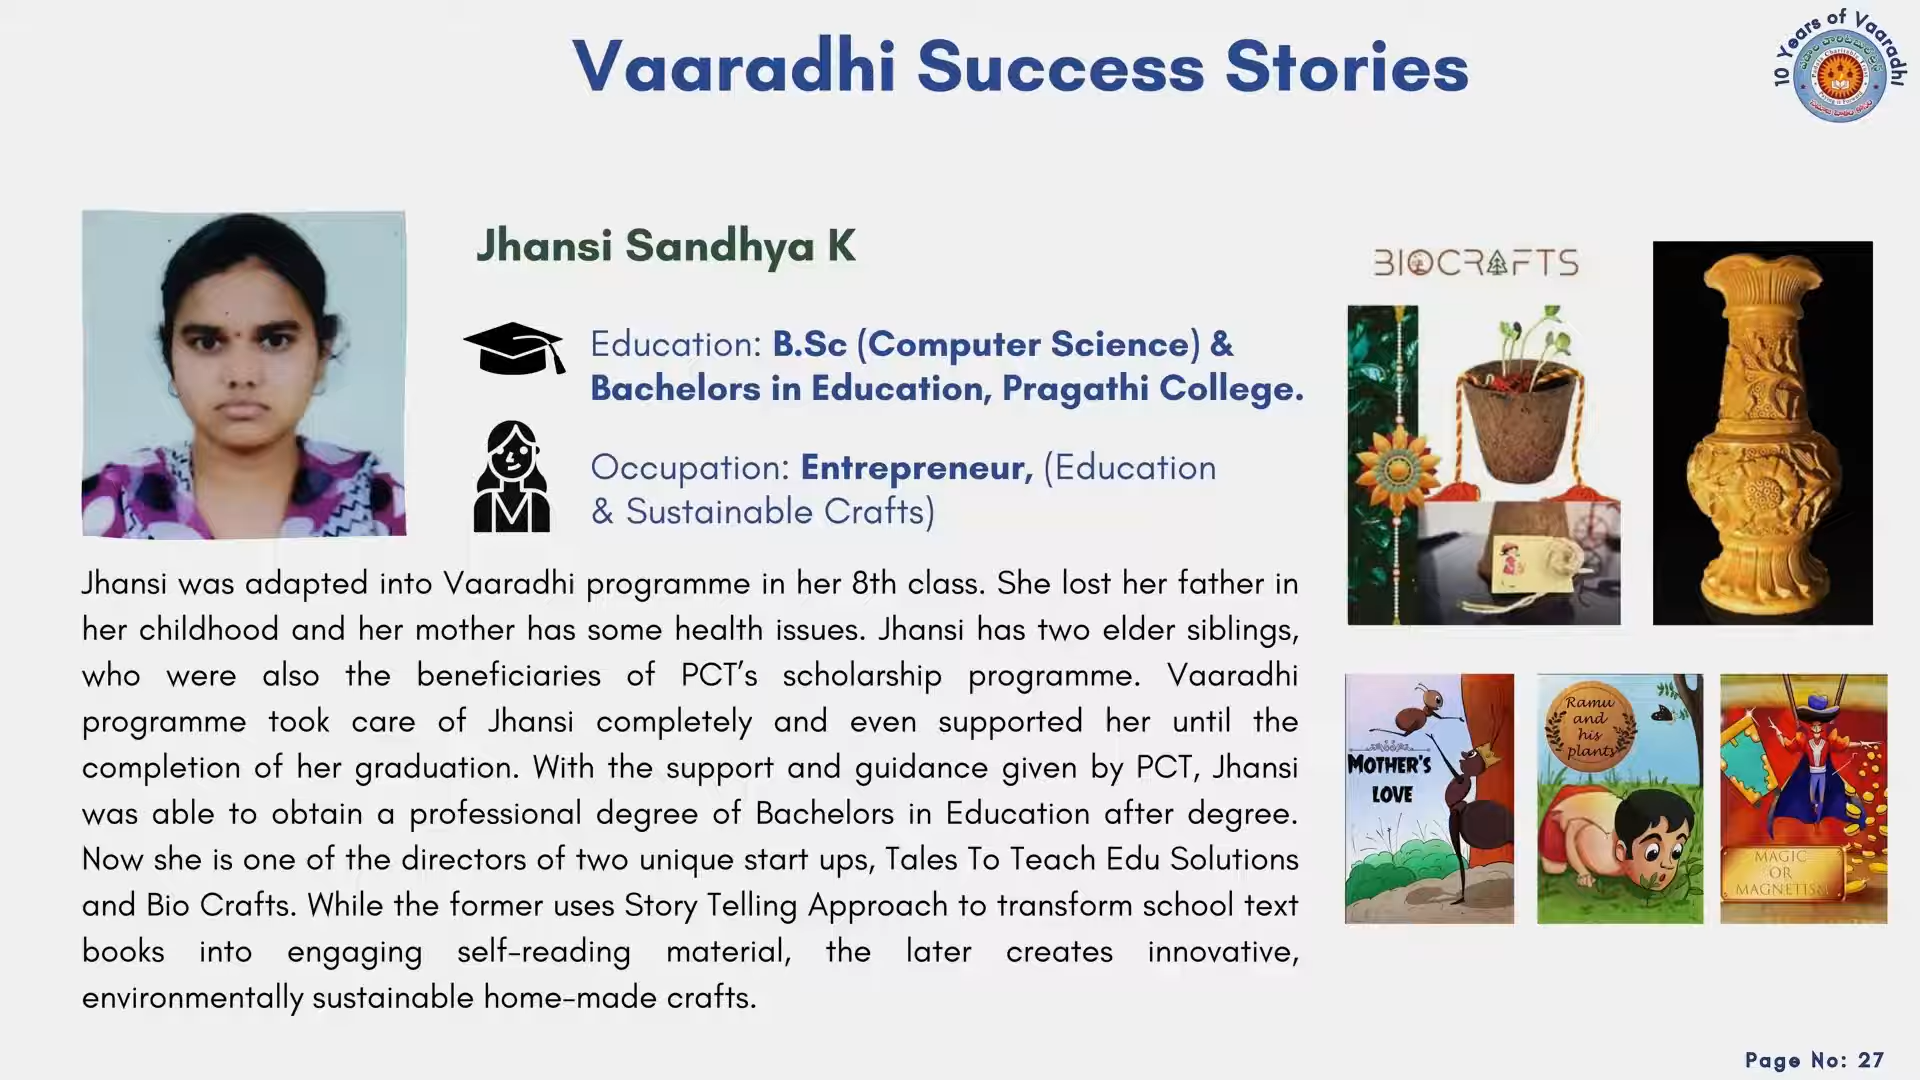 Vaaradhi Success Stories
10 Years of Vaaradhi
Jhansi Sandhya K
Education: B.Sc (Computer Science) &
Bachelors in Education, Pragathi College.
Occupation: Entrepreneur, (Education
& Sustainable Crafts)
Jhansi was adapted into Vaaradhi programme in her 8th class. She lost her father in
her childhood and her mother has some health issues. Jhansi has two elder siblings,
who were also the beneficiaries of PCT's scholarship programme. Vaaradhi
programme took care of Jhansi completely and even supported her until the
completion of her graduation. With the support and guidance given by PCT, Jhansi
was able to obtain a professional degree of Bachelors in Education after degree.
Now she is one of the directors of two unique start ups, Tales To Teach Edu Solutions
and Bio Crafts. While the former uses Story Telling Approach to transform school text
books into engaging self-reading material, the later creates innovative,
environmentally sustainable home-made crafts.
BIOCRAFTS
MOTHER'S
LOVE
Ramu
and
his
plants
MAGIC
OR
MAGNETISM
Page No: 27